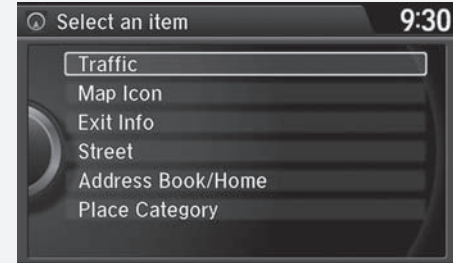 Select an item
9:30
Traffic
Map Icon
Exit Info
Street
Address Book/Home
Place Category